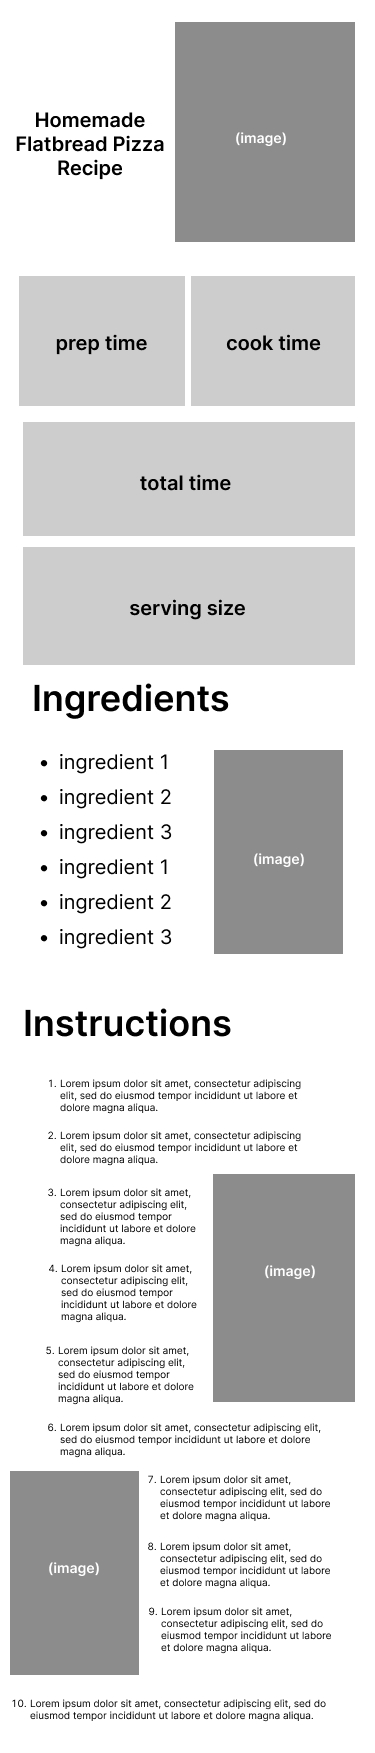 Homemade
Flatbread Pizza
Recipe
(image)
prep time
cook time
total time
serving size
Ingredients
• ingredient 1
• ingredient 2
• ingredient 3
• ingredient 1
• ingredient 2
• ingredient 3
(image)
Instructions
1. Lorem ipsum dolor sit amet, consectetur adipiscing
elit, sed do eiusmod tempor incididunt ut labore et
dolore magna aliqua.
2. Lorem ipsum dolor sit amet, consectetur adipiscing
elit, sed do eiusmod tempor incididunt ut labore et
dolore magna aliqua.
3. Lorem ipsum dolor sit amet,
consectetur adipiscing elit,
sed do eiusmod tempor
incididunt ut labore et dolore
magna aliqua.
4. Lorem ipsum dolor sit amet,
consectetur adipiscing elit,
sed do eiusmod tempor
incididunt ut labore et dolore
magna aliqua.
(image)
5. Lorem ipsum dolor sit amet,
consectetur adipiscing elit,
sed do eiusmod tempor
incididunt ut labore et dolore
magna aliqua.
6. Lorem ipsum dolor sit amet, consectetur adipiscing elit,
sed do eiusmod tempor incididunt ut labore et dolore
magna aliqua.
7. Lorem ipsum dolor sit amet,
consectetur adipiscing elit, sed do
eiusmod tempor incididunt ut labore
et dolore magna aliqua.
(image)
8. Lorem ipsum dolor sit amet,
consectetur adipiscing elit, sed do
eiusmod tempor incididunt ut labore
et dolore magna aliqua.
9. Lorem ipsum dolor sit amet,
consectetur adipiscing elit, sed do
eiusmod tempor incididunt ut labore
et dolore magna aliqua.
10. Lorem ipsum dolor sit amet, consectetur adipiscing elit, sed do
eiusmod tempor incididunt ut labore et dolore magna aliqua.